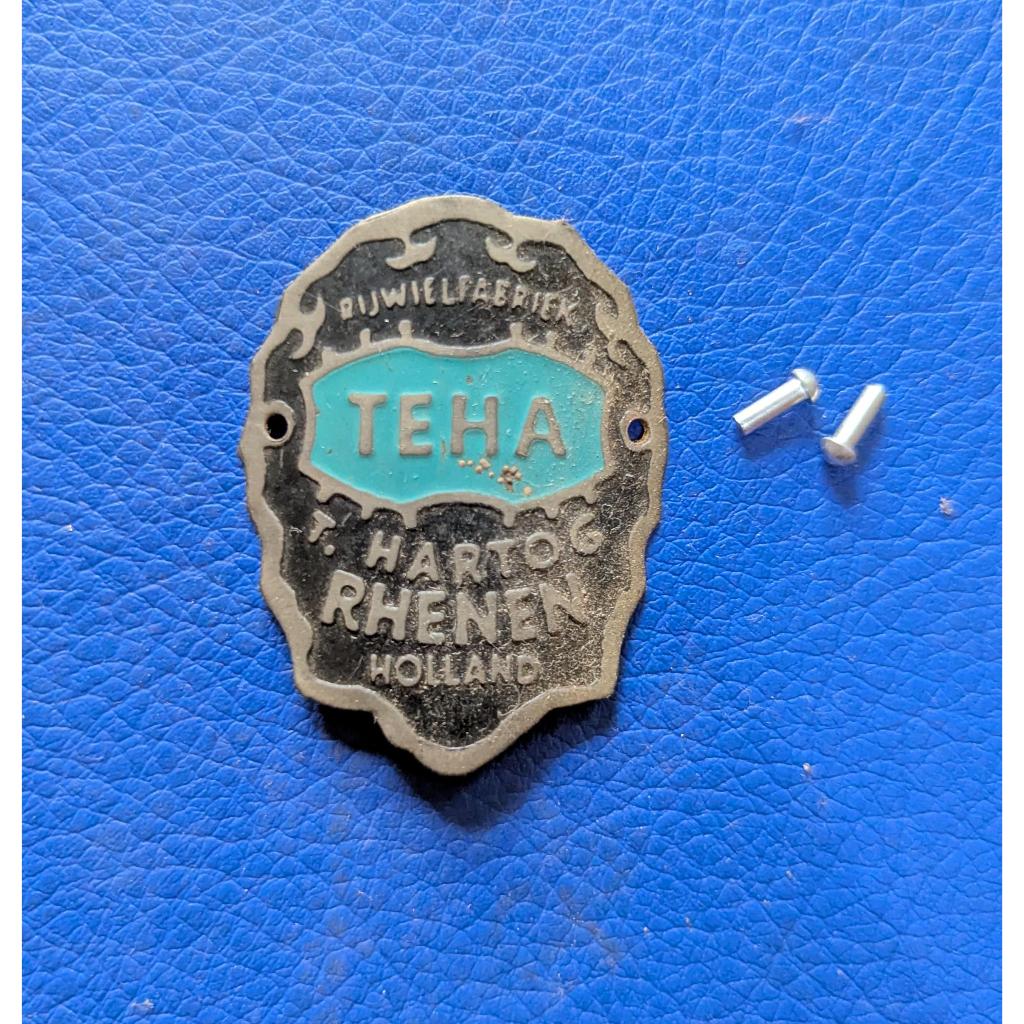 RIJWIELFABRIEK
TEHA
T. HARTOG
RHENEN
HOLLAND